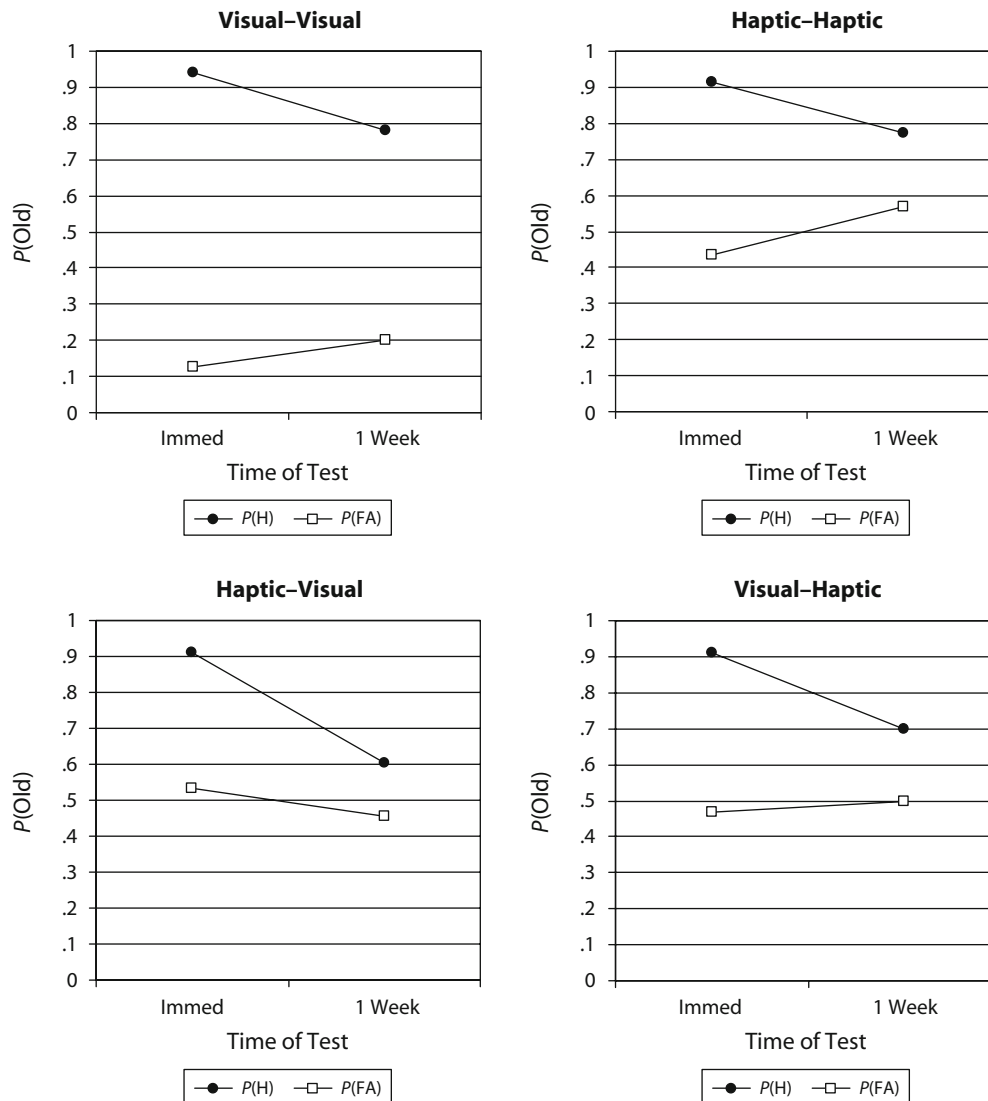 Visual–Visual
1
.9
.8
.7
.6
.5
.4
.3
.2
.1
0
P(Old)
Immed 1 Week
Time of Test
P(H) P(FA)
Haptic–Haptic
1
.9
.8
.7
.6
.5
.4
.3
.2
.1
0
P(Old)
Immed 1 Week
Time of Test
P(H) P(FA)
Haptic–Visual
1
.9
.8
.7
.6
.5
.4
.3
.2
.1
0
P(Old)
Immed 1 Week
Time of Test
P(H) P(FA)
Visual–Haptic
1
.9
.8
.7
.6
.5
.4
.3
.2
.1
0
P(Old)
Immed 1 Week
Time of Test
P(H) P(FA)